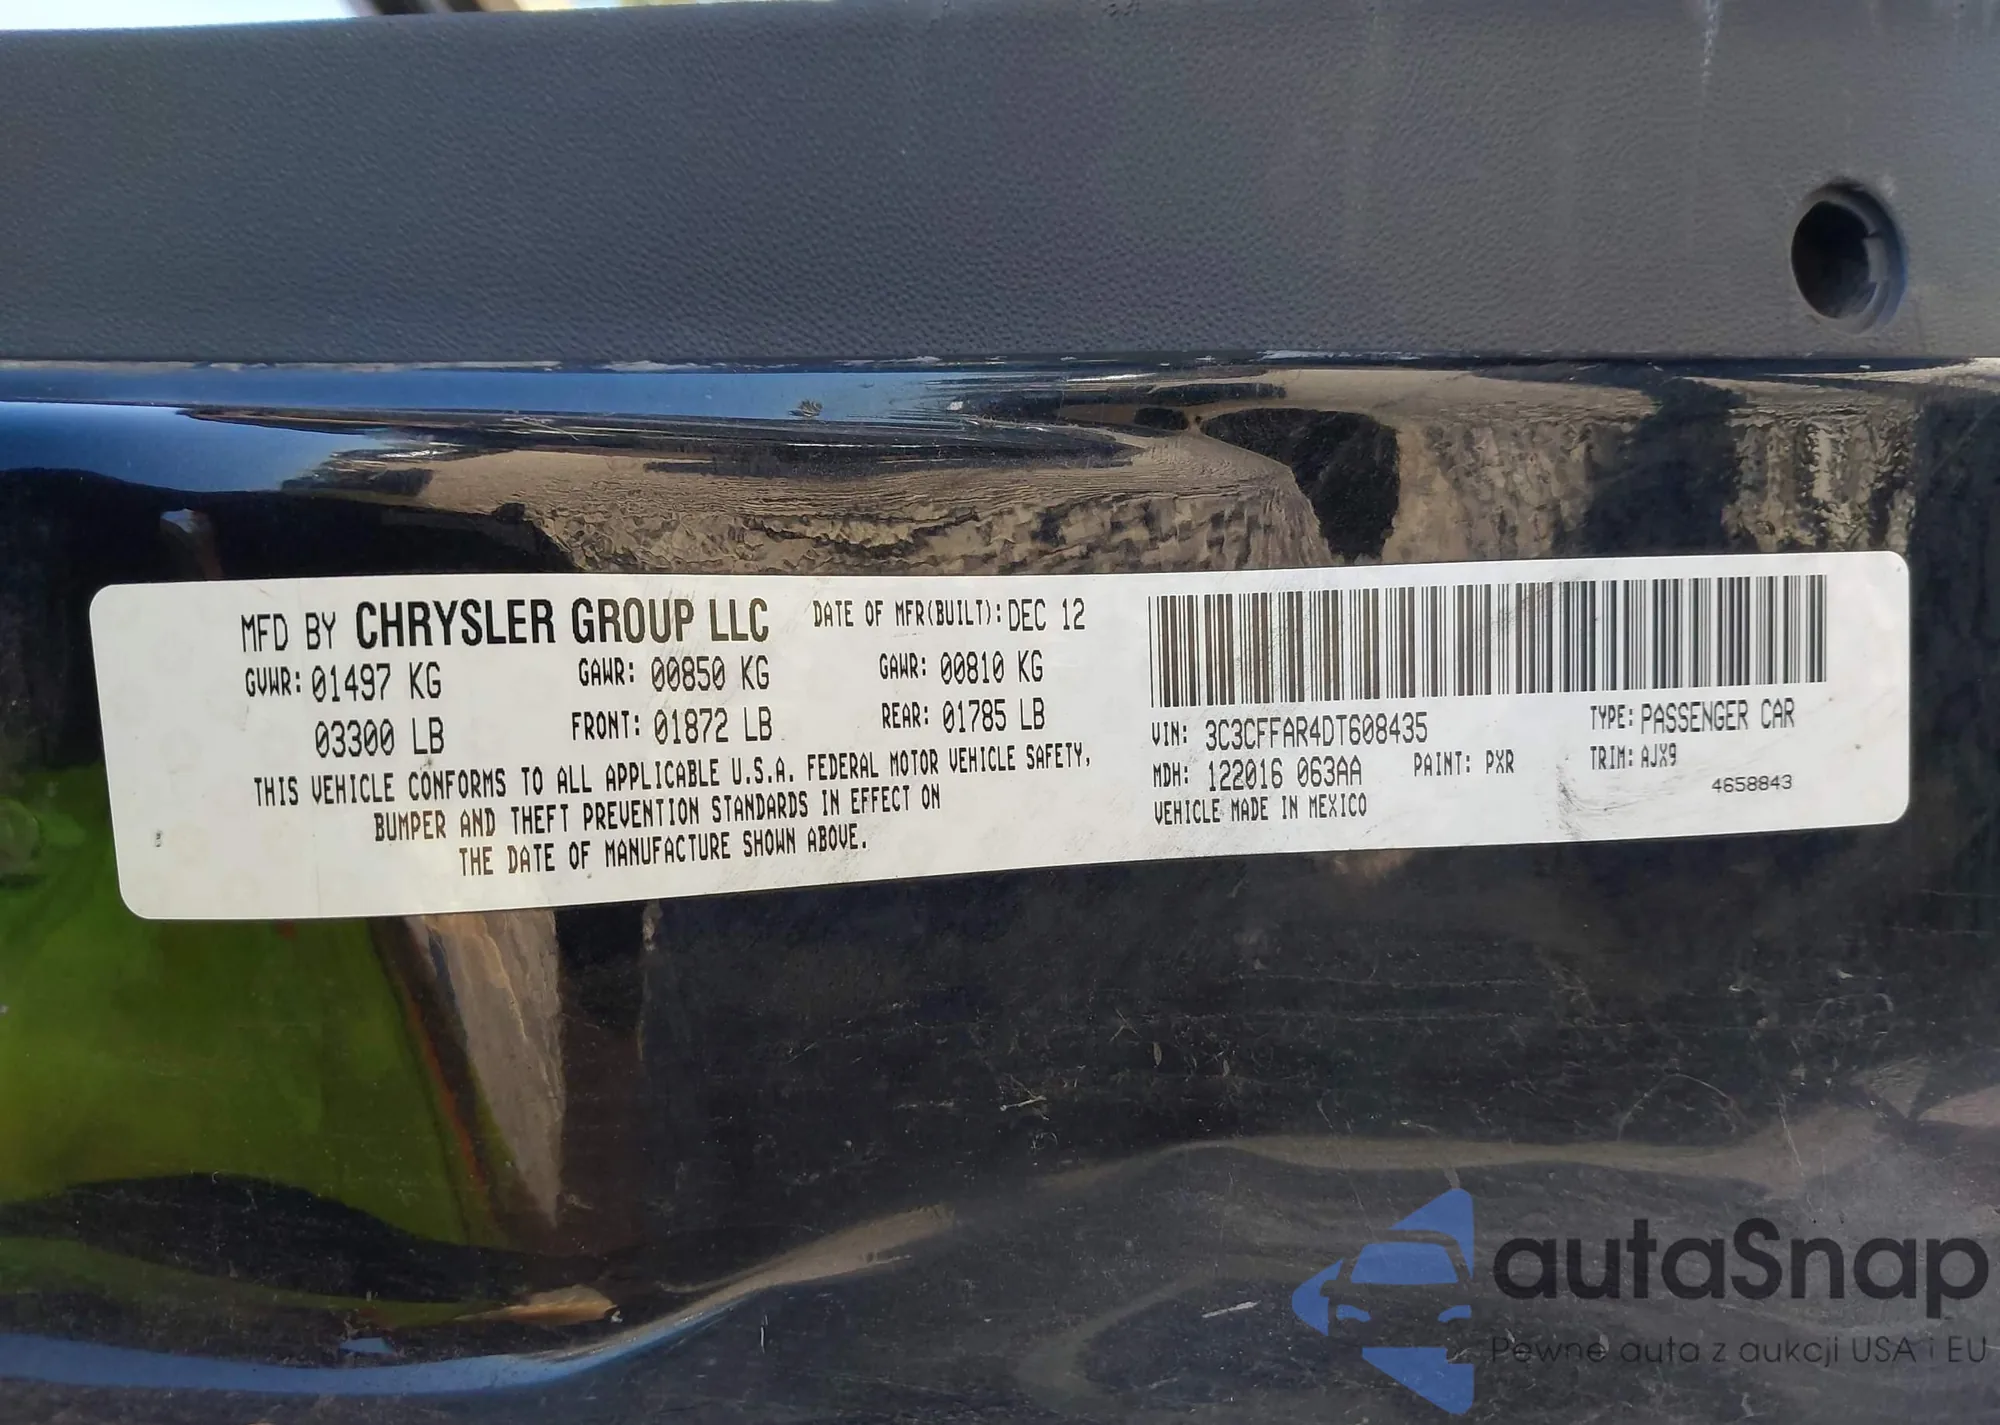 MFD BY CHRYSLER GROUP LLC DATE OF MFR(BUILT): DEC 12
GVWR: 01497 KG GAWR: 00850 KG GAWR: 00810 KG
03300 LB FRONT: 01872 LB REAR: 01785 LB
THIS VEHICLE CONFORMS TO ALL APPLICABLE U.S.A. FEDERAL MOTOR VEHICLE SAFETY,
BUMPER AND THEFT PREVENTION STANDARDS IN EFFECT ON
THE DATE OF MANUFACTURE SHOWN ABOVE.
VIN: 3C3CFFAR4DT608435 TYPE: PASSENGER CAR
MDH: 122016 063AA PAINT: PXR TRIM: AJX9
VEHICLE MADE IN MEXICO 4658843
autaSnap
Pewne auta z aukcji USA i EU